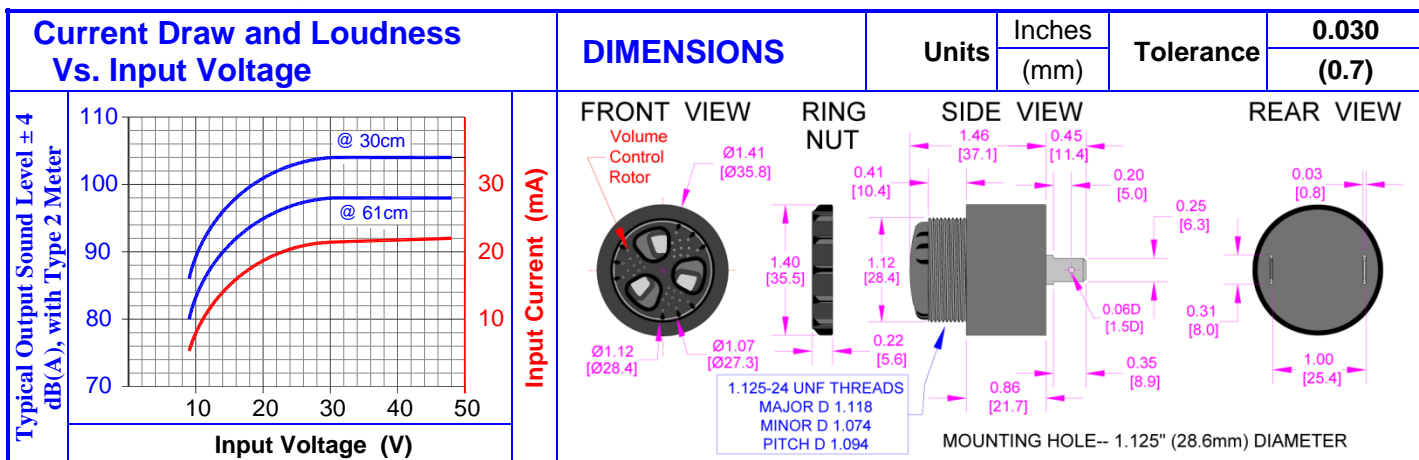 Current Draw and Loudness
Vs. Input Voltage
DIMENSIONS
Units
Inches
(mm)
Tolerance
0.030
(0.7)
Typical Output Sound Level ± 4
dB(A), with Type 2 Meter
110
100
90
80
70
@ 30cm
@ 61cm
30
20
10
Input Current (mA)
10
20
30
40
50
Input Voltage (V)
FRONT VIEW
Volume
Control
Rotor
Ø1.41
[Ø35.8]
Ø1.12
[Ø28.4]
Ø1.07
[Ø27.3]
RING
NUT
1.40
[35.5]
0.22
[5.6]
SIDE VIEW
1.46
[37.1]
0.45
[11.4]
0.41
[10.4]
0.20
[5.0]
0.25
[6.3]
1.12
[28.4]
0.06D
[1.5D]
0.35
[8.9]
0.86
[21.7]
1.125-24 UNF THREADS
MAJOR D 1.118
MINOR D 1.074
PITCH D 1.094
REAR VIEW
0.03
[0.8]
0.31
[8.0]
1.00
[25.4]
MOUNTING HOLE-- 1.125" (28.6mm) DIAMETER